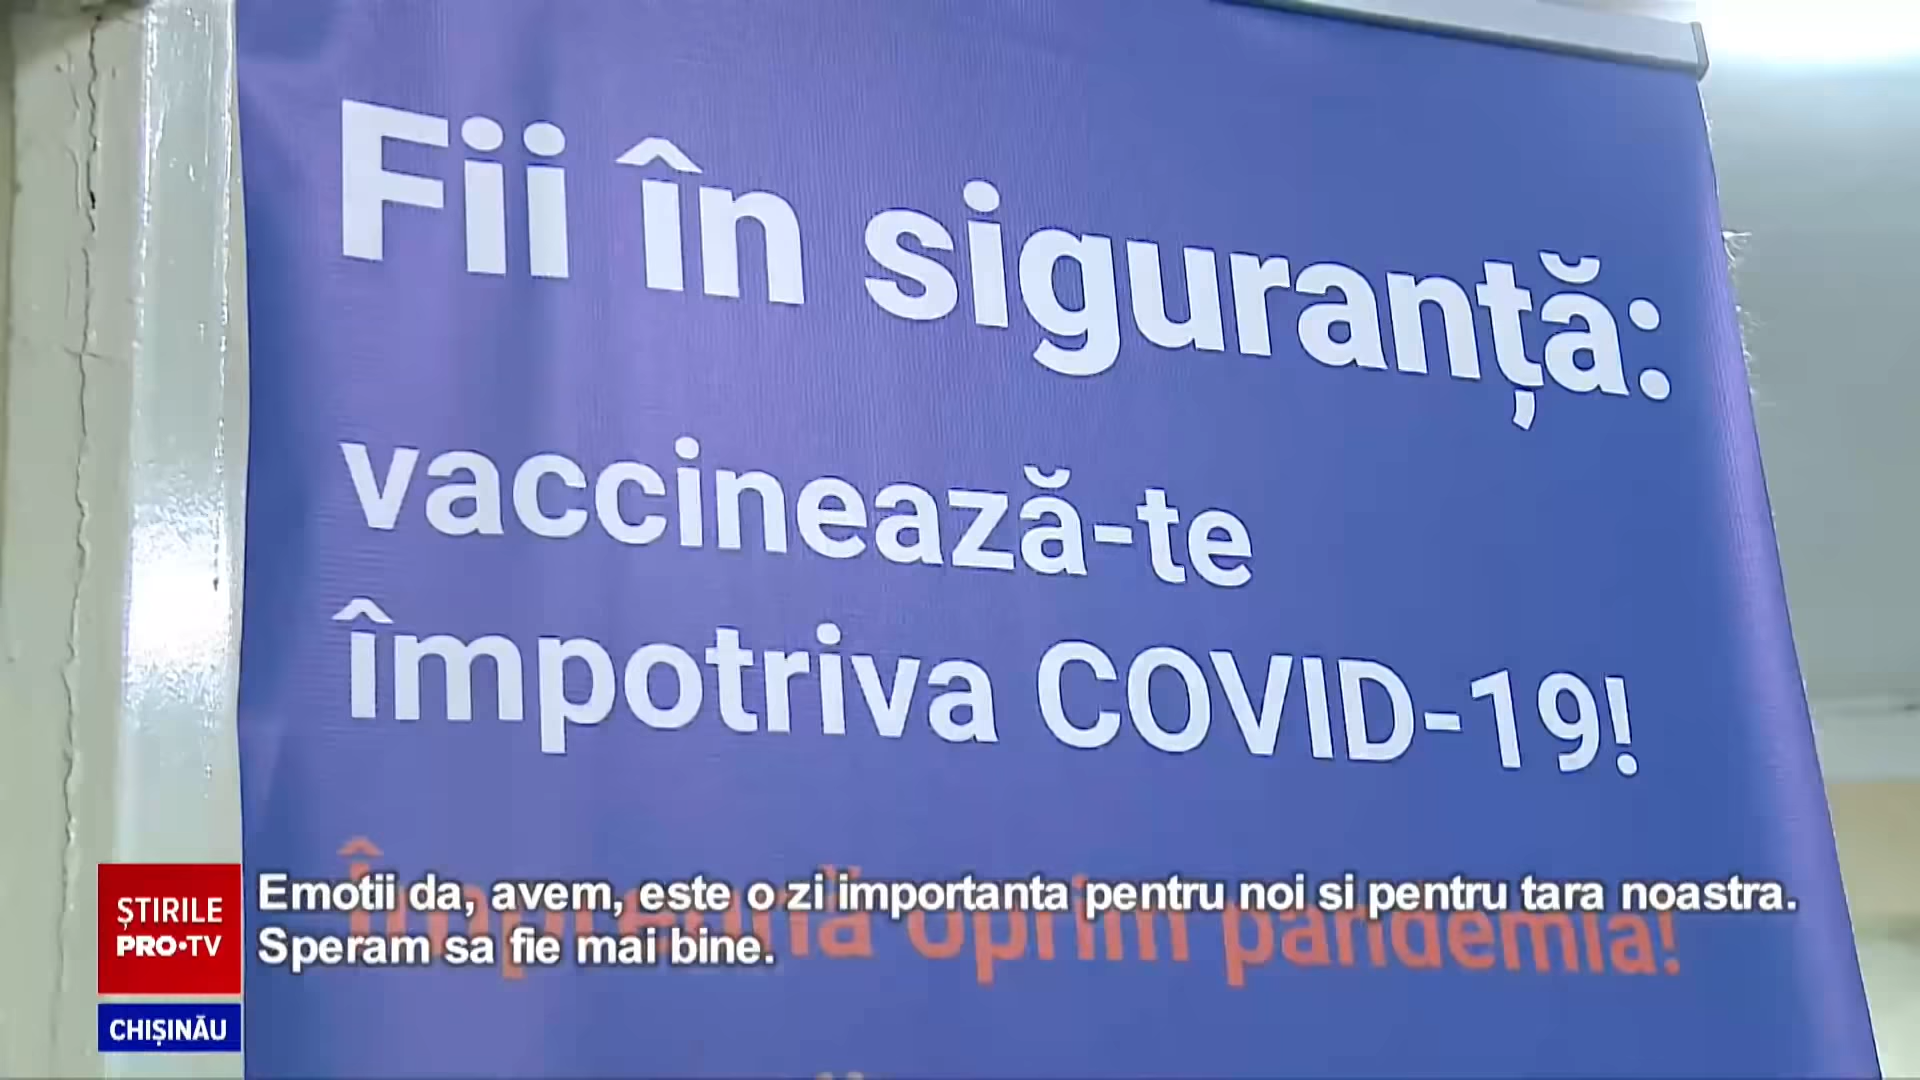 Fii în siguranță:
vaccinează-te
împotriva COVID-19!
Împreună oprim pandemia!
Emotii da, avem, este o zi importanta pentru noi si pentru tara noastra.
Speram sa fie mai bine.
ȘTIRILE
PRO•TV
CHIȘINĂU